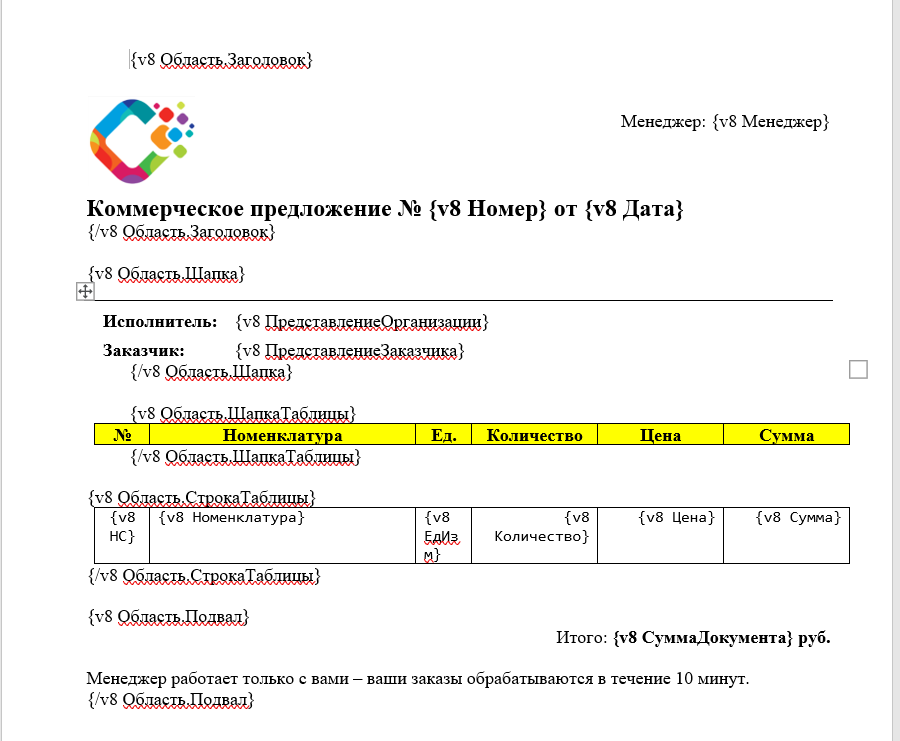 {v8 Область.Заголовок}
Менеджер: {v8 Менеджер}
Коммерческое предложение № {v8 Номер} от {v8 Дата}
{/v8 Область.Заголовок}
{v8 Область.Шапка}
Исполнитель: {v8 ПредставлениеОрганизации}
Заказчик: {v8 ПредставлениеЗаказчика}
{/v8 Область.Шапка}
{v8 Область.ШапкаТаблицы}
№ Номенклатура Ед. Количество Цена Сумма
{/v8 Область.ШапкаТаблицы}
{v8 Область.СтрокаТаблицы}
{v8 {v8 Номенклатура} {v8 {v8 {v8 Цена} {v8 Сумма}
НС} ЕдИз Количество}
м}
{/v8 Область.СтрокаТаблицы}
{v8 Область.Подвал}
Итого: {v8 СуммаДокумента} руб.
Менеджер работает только с вами – ваши заказы обрабатываются в течение 10 минут.
{/v8 Область.Подвал}